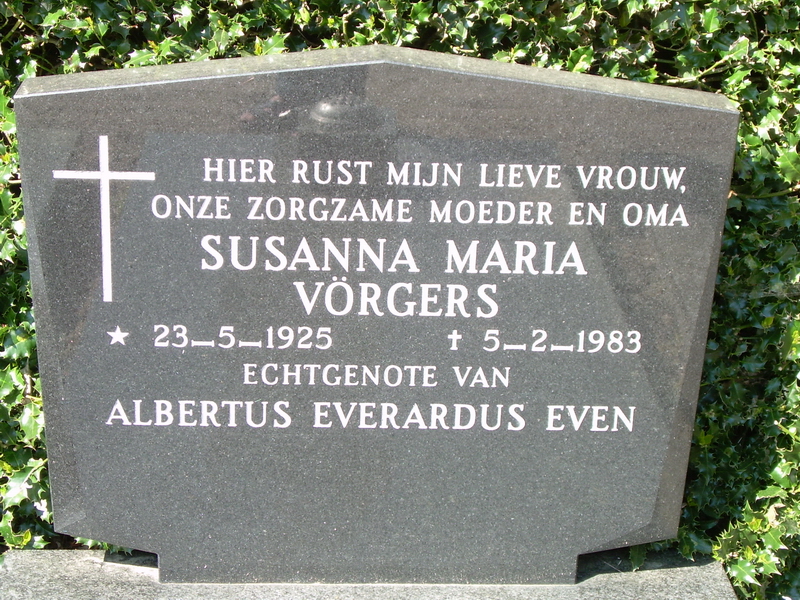 HIER RUST MIJN LIEVE VROUW,
ONZE ZORGZAME MOEDER EN OMA
SUSANNA MARIA
VÖRGERS
★ 23-5-1925 † 5-2-1983
ECHTGENOTE VAN
ALBERTUS EVERARDUS EVEN